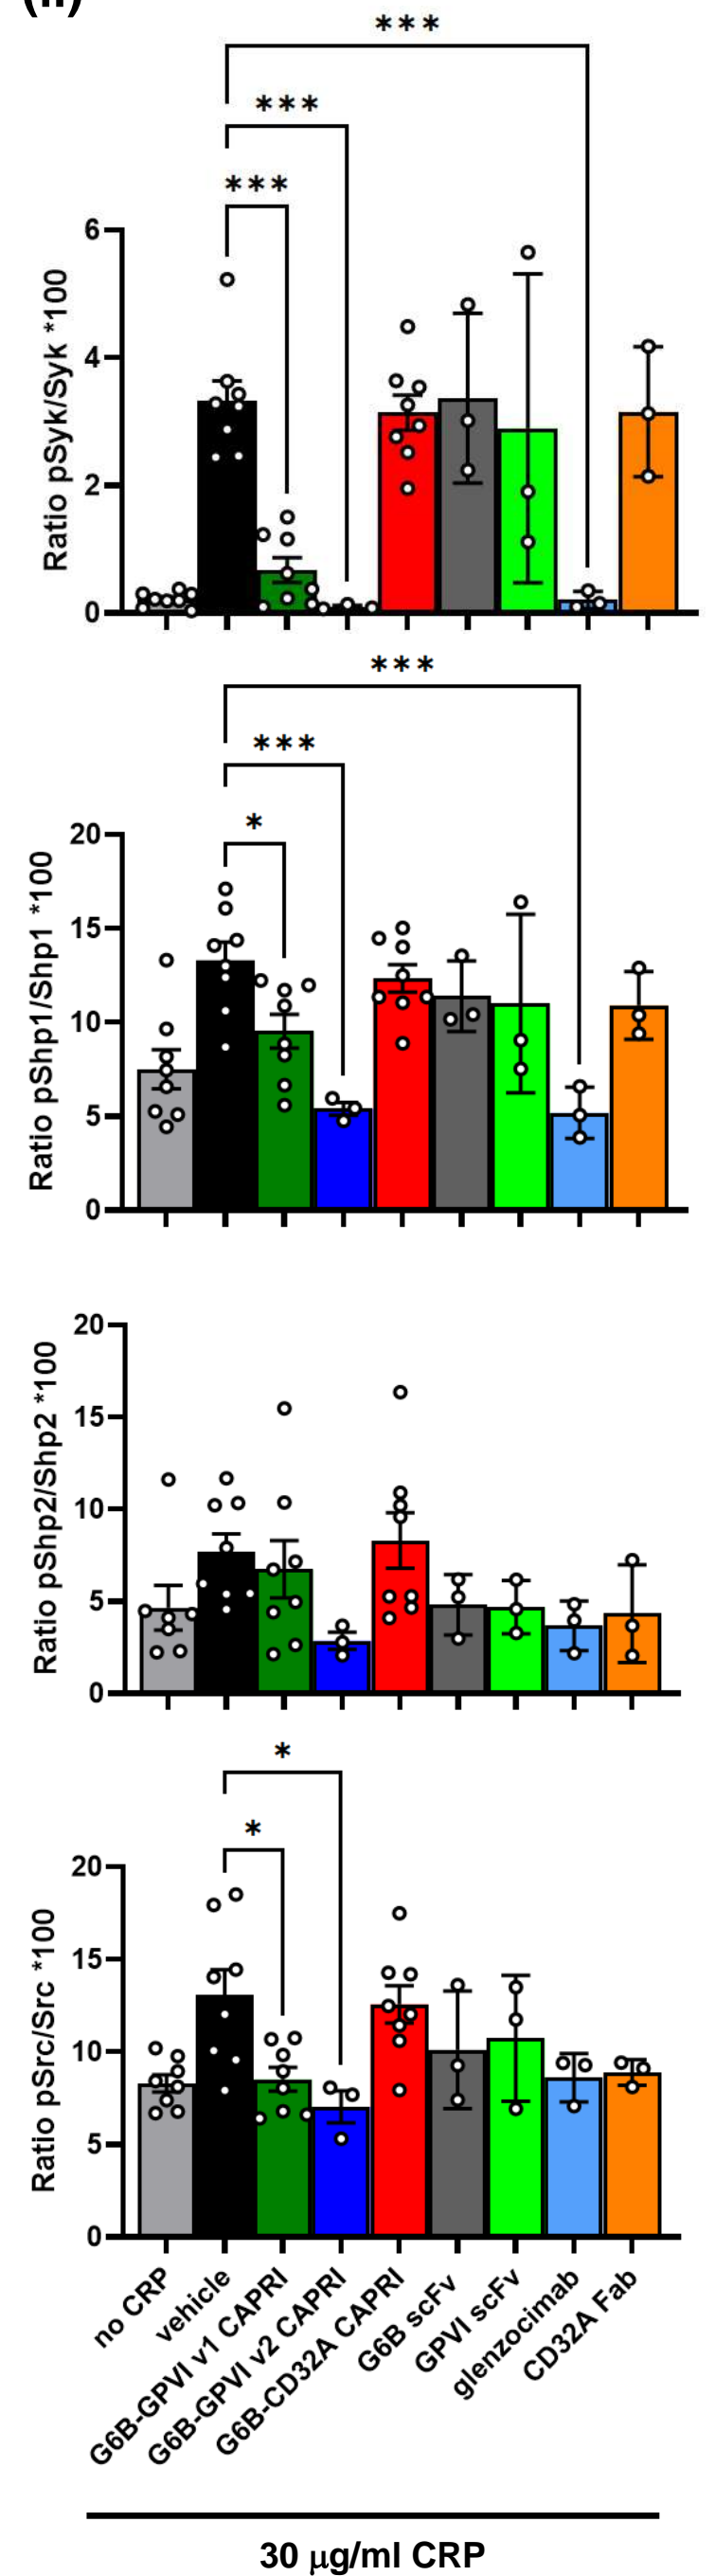 (ii)
***
***
***
Ratio pSyk/Syk *100
6
4
2
0
***
***
*
Ratio pShp1/Shp1 *100
20
15
10
5
0
Ratio pShp2/Shp2 *100
20
15
10
5
0
*
*
Ratio pSrc/Src *100
20
15
10
5
0
no CRP
vehicle
G6B-GPVI v1 CAPRI
G6B-GPVI v2 CAPRI
G6B-CD32A CAPRI
G6B scFv
GPVI scFv
glenzocimab
CD32A Fab
30 µg/ml CRP